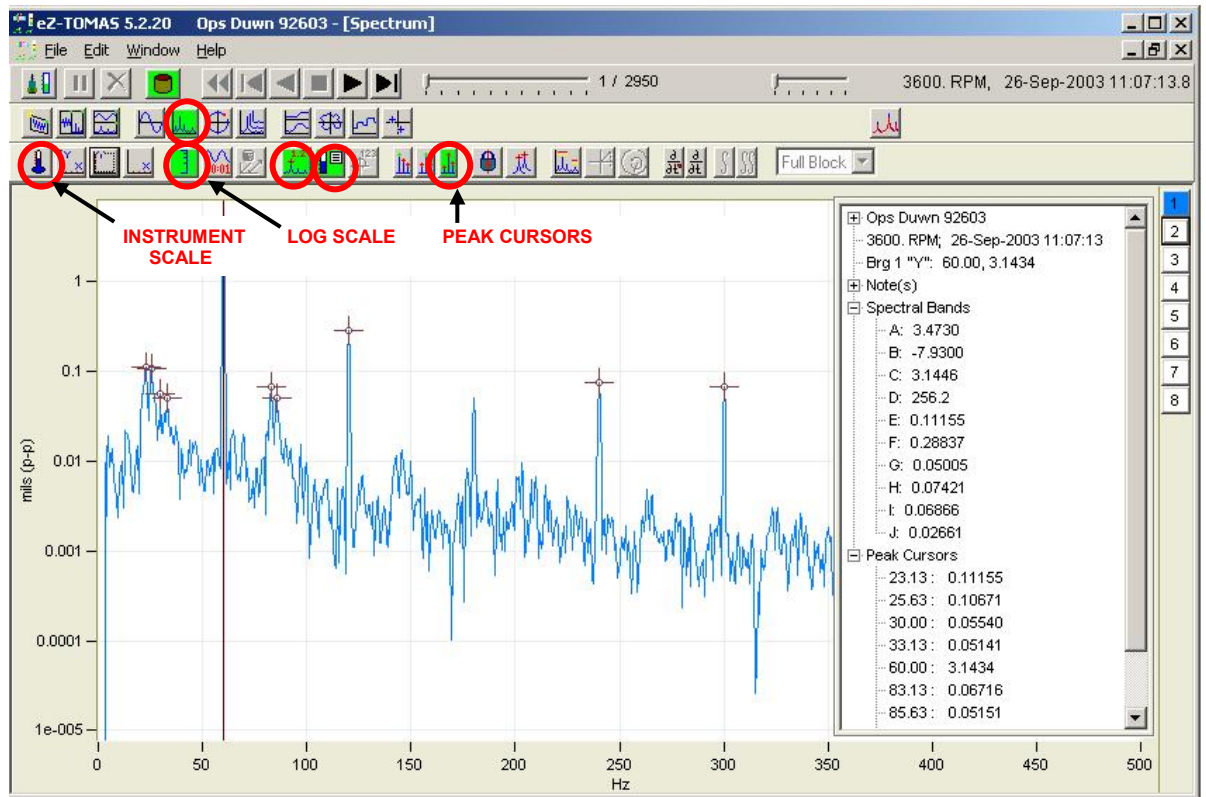 eZ-TOMAS 5.2.20 Ops Duwn 92603 - [Spectrum]
File Edit Window Help
1 / 2950
3600. RPM, 26-Sep-2003 11:07:13.8
Full Block
INSTRUMENT SCALE
LOG SCALE
PEAK CURSORS
mils (p-p)
1
0.1
0.01
0.001
0.0001
1e-005
0 50 100 150 200 250 300 350 400 450 500
Hz
Ops Duwn 92603
3600. RPM; 26-Sep-2003 11:07:13
Brg 1 "Y": 60.00, 3.1434
Note(s)
Spectral Bands
A: 3.4730
B: -7.9300
C: 3.1446
D: 256.2
E: 0.11155
F: 0.28837
G: 0.05005
H: 0.07421
I: 0.06866
J: 0.02661
Peak Cursors
23.13 : 0.11155
25.63 : 0.10671
30.00 : 0.05540
33.13 : 0.05141
60.00 : 3.1434
83.13 : 0.06716
85.63 : 0.05151
1
2
3
4
5
6
7
8